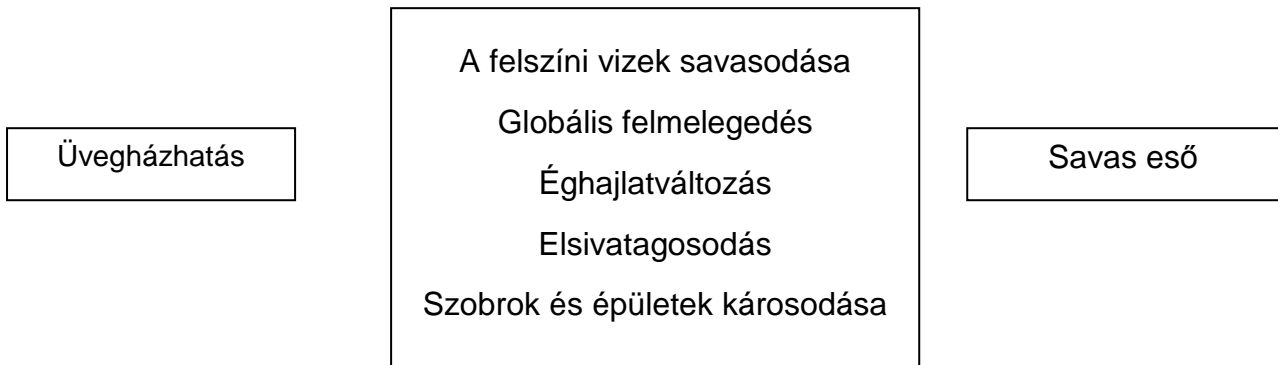 Üvegházhatás
A felszíni vizek savasodása
Globális felmelegedés
Éghajlatváltozás
Elsivatagosodás
Szobrok és épületek károsodása
Savas eső